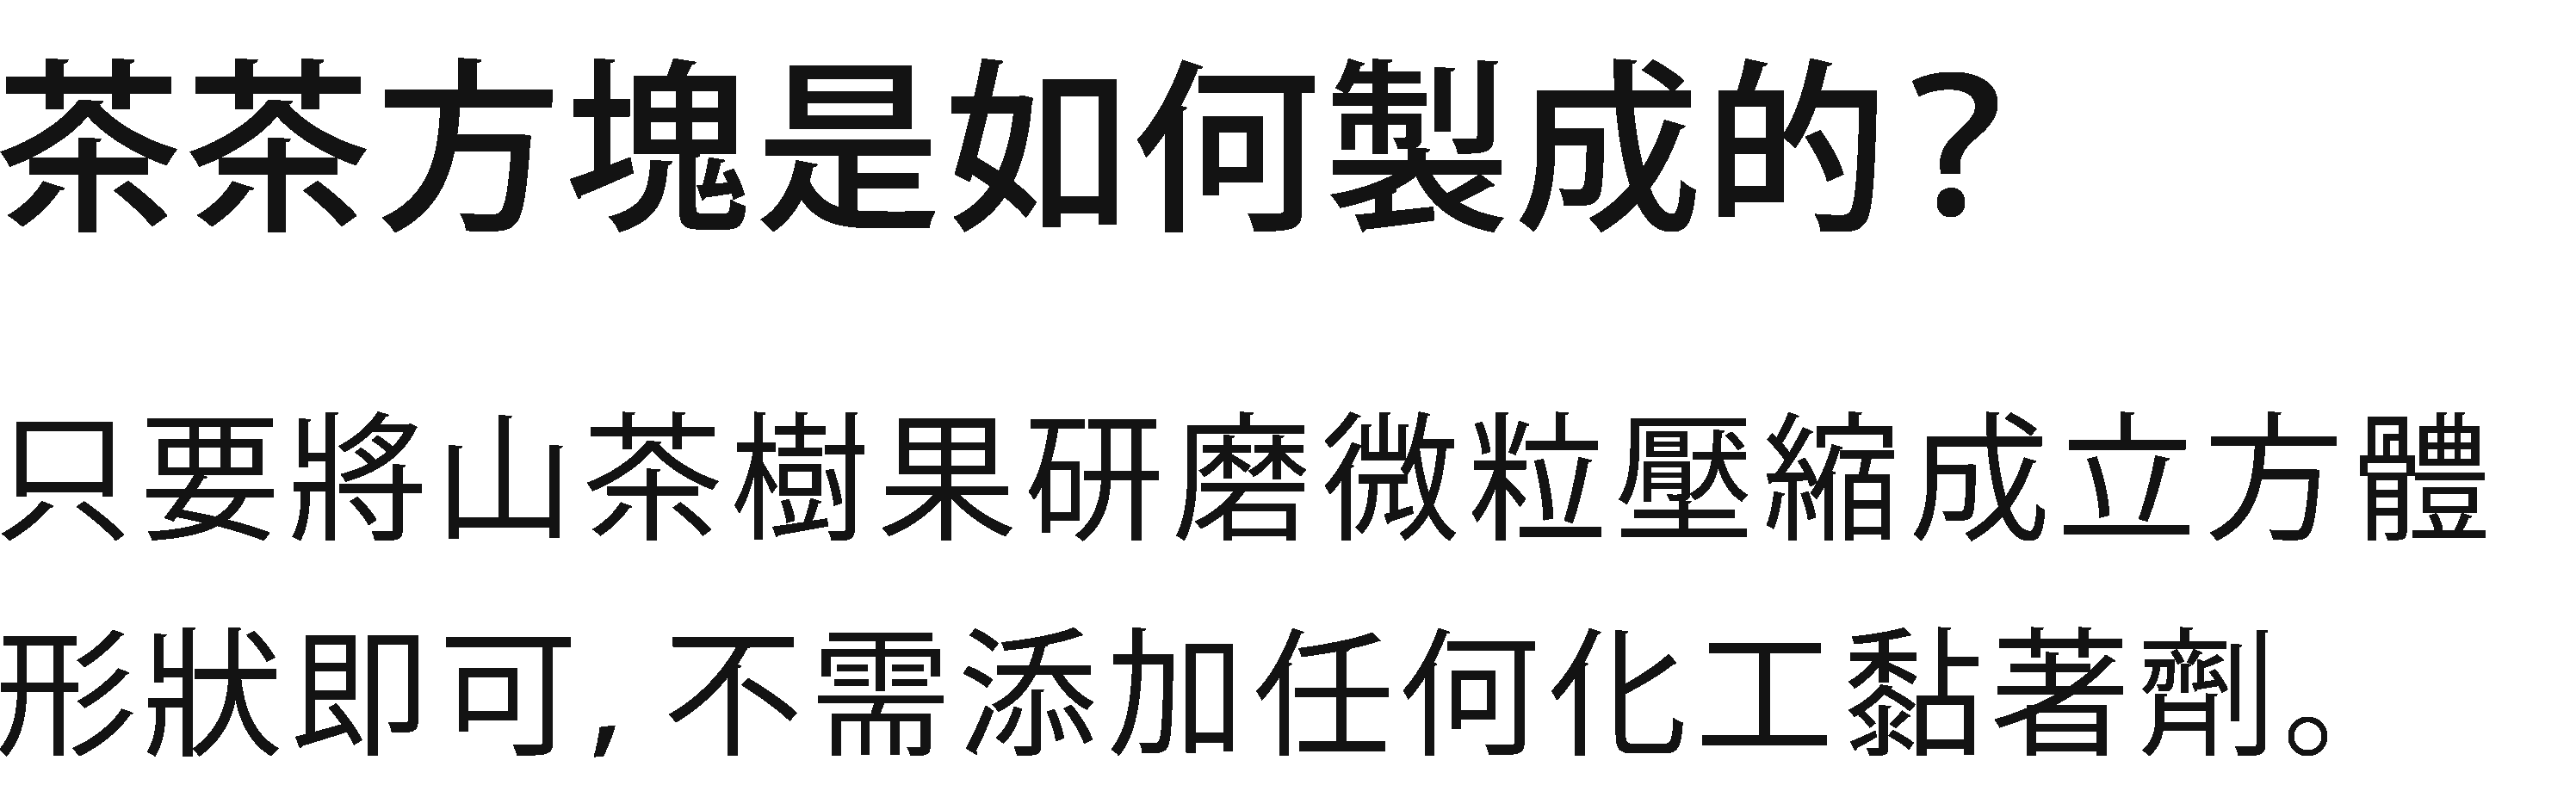 茶茶方塊是如何製成的?
只要將山茶樹果研磨微粒壓縮成立方體
形狀即可,不需添加任何化工黏著劑。